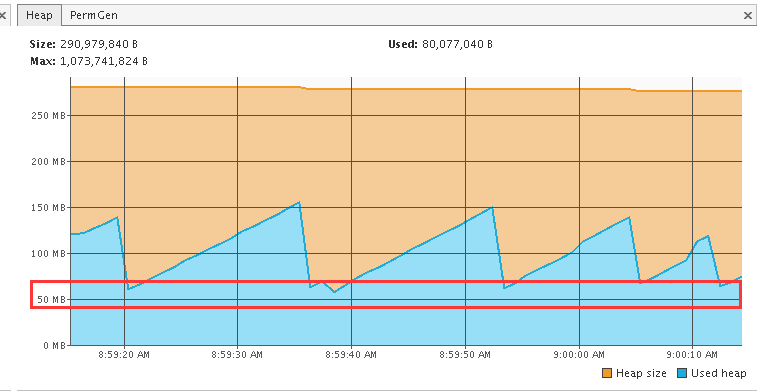 Heap PermGen
Size: 290,979,840 B Used: 80,077,040 B
Max: 1,073,741,824 B
250 MB
200 MB
150 MB
100 MB
50 MB
0 MB
8:59:20 AM 8:59:30 AM 8:59:40 AM 8:59:50 AM 9:00:00 AM 9:00:10 AM
Heap size Used heap